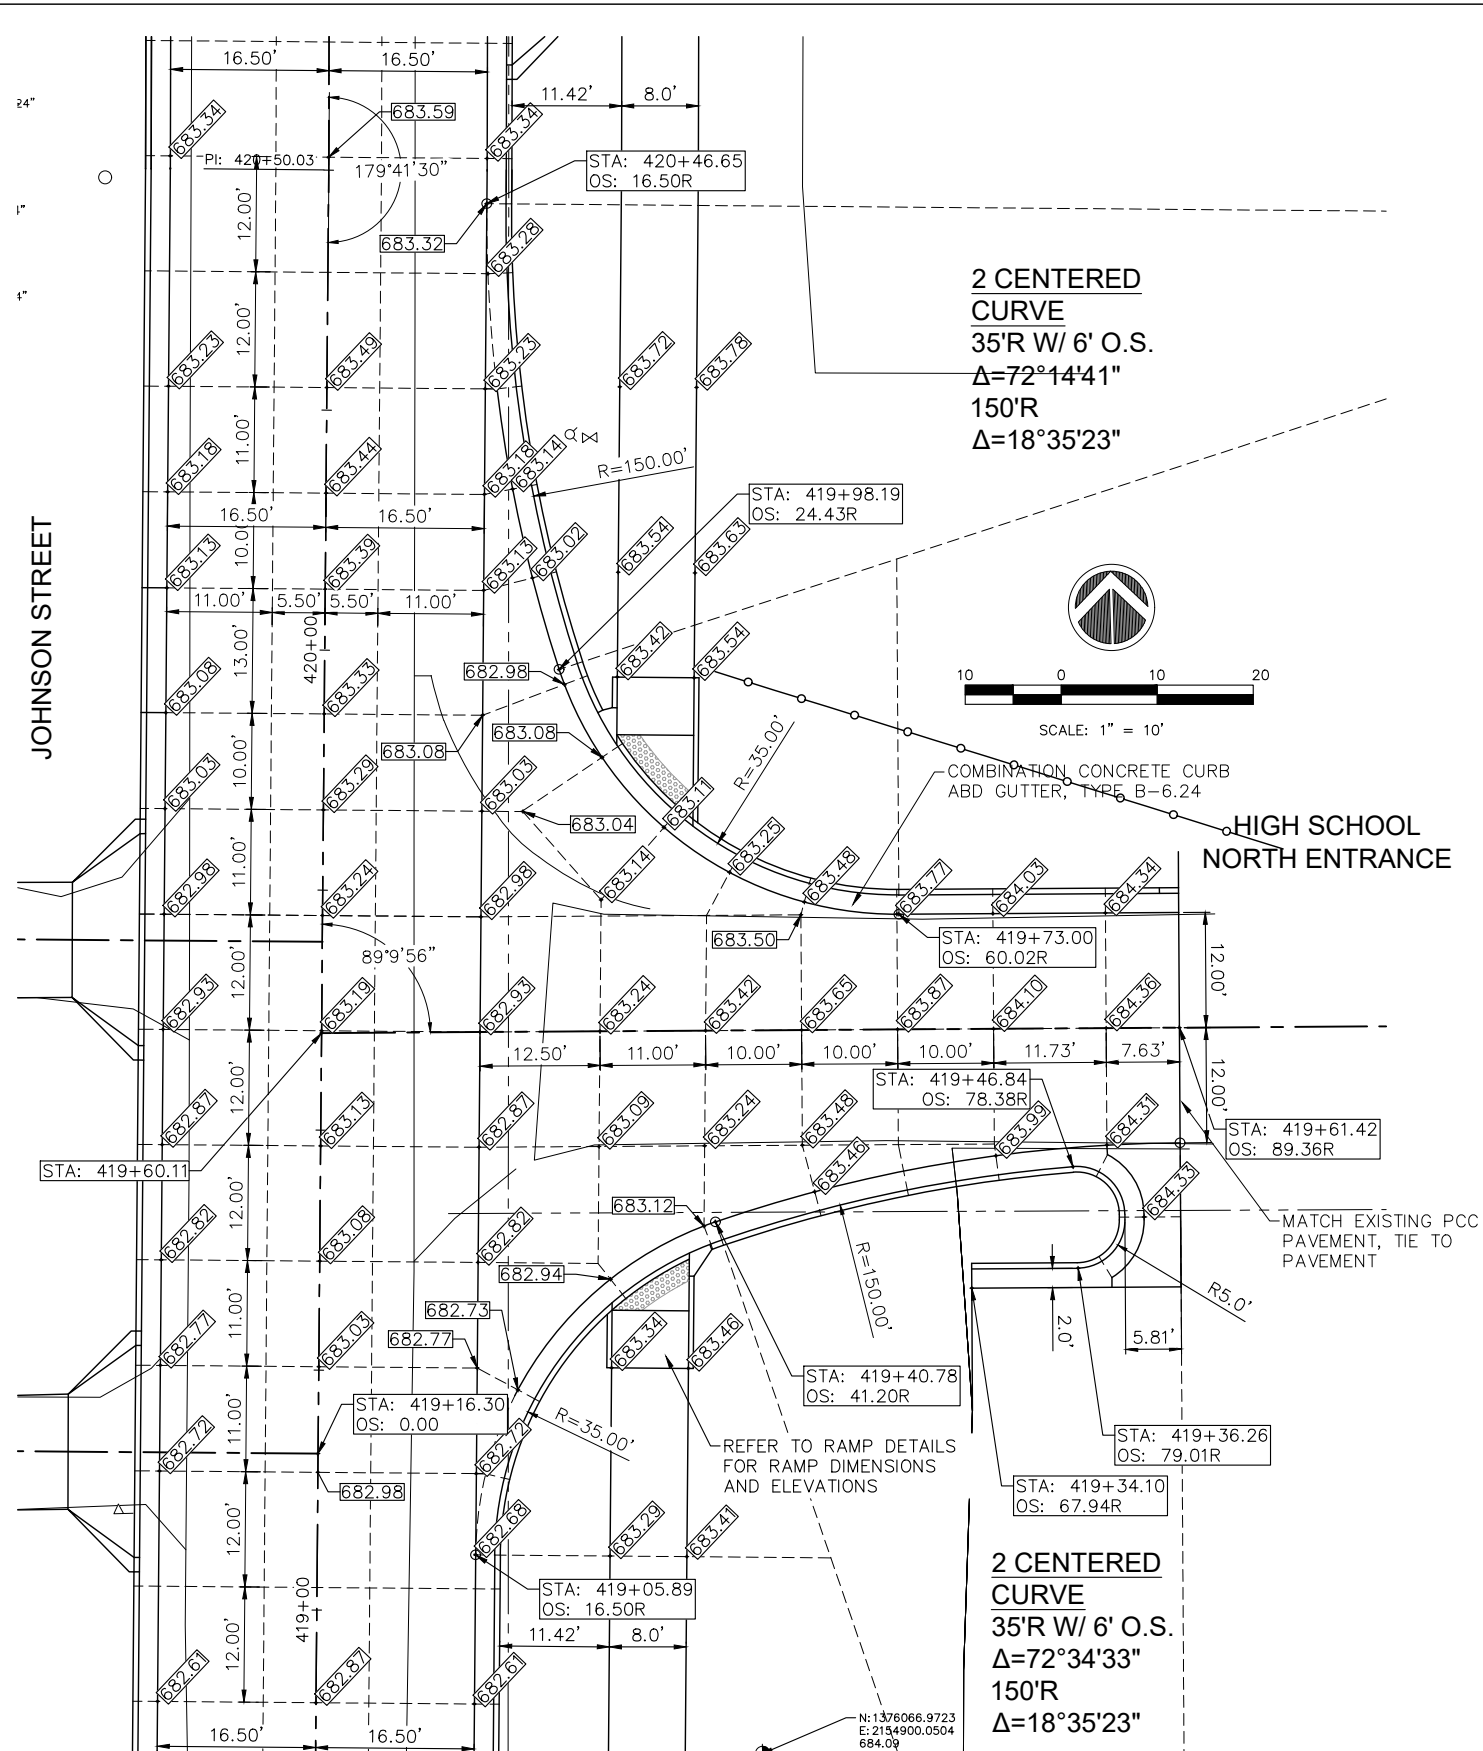 16.50'
16.50'
11.42'
8.0'
24"
683.34
683.59
683.34
PI: 420+50.03
179°41'30"
STA: 420+46.65
OS: 16.50R
12.00'
683.32
683.28
4"
2 CENTERED
CURVE
35'R W/ 6' O.S.
Δ=72°14'41"
150'R
Δ=18°35'23"
12.00'
683.23
683.49
683.23
683.72
683.78
11.00'
683.18
683.44
683.18
683.14
R=150.00'
STA: 419+98.19
OS: 24.43R
16.50'
16.50'
JOHNSON STREET
683.13
683.39
683.13
683.02
683.54
683.63
11.00'
5.50'
5.50'
11.00'
420+00
13.00'
683.08
683.33
682.98
683.42
683.54
10
0
10
20
SCALE: 1" = 10'
683.08
683.08
R=35.00'
COMBINATION CONCRETE CURB
ABD GUTTER, TYPE B-6.24
10.00'
683.03
683.29
683.03
683.04
683.11
HIGH SCHOOL
NORTH ENTRANCE
11.00'
682.98
683.24
682.98
683.14
683.25
683.48
683.77
684.03
684.34
683.50
STA: 419+73.00
OS: 60.02R
89°9'56"
12.00'
12.00'
682.93
683.19
682.93
683.24
683.42
683.65
683.87
684.10
684.36
12.50'
11.00'
10.00'
10.00'
10.00'
11.73'
7.63'
12.00'
12.00'
STA: 419+46.84
OS: 78.38R
682.87
683.13
682.87
683.09
683.24
683.48
683.99
684.31
STA: 419+61.42
OS: 89.36R
STA: 419+60.11
683.46
684.33
12.00'
683.12
682.82
683.08
682.82
MATCH EXISTING PCC
PAVEMENT, TIE TO
PAVEMENT
682.94
R=150.00'
R5.0'
682.73
682.77
11.00'
682.77
683.03
683.34
683.46
2.0'
5.81'
STA: 419+40.78
OS: 41.20R
STA: 419+16.30
OS: 0.00
R=35.00'
11.00'
682.72
682.72
REFER TO RAMP DETAILS
FOR RAMP DIMENSIONS
AND ELEVATIONS
STA: 419+36.26
OS: 79.01R
STA: 419+34.10
OS: 67.94R
682.98
12.00'
682.68
683.29
683.41
2 CENTERED
CURVE
35'R W/ 6' O.S.
Δ=72°34'33"
150'R
Δ=18°35'23"
STA: 419+05.89
OS: 16.50R
419+00
11.42'
8.0'
12.00'
682.61
682.87
682.61
16.50'
16.50'
N:1376066.9723
E: 2154900.0504
684.09